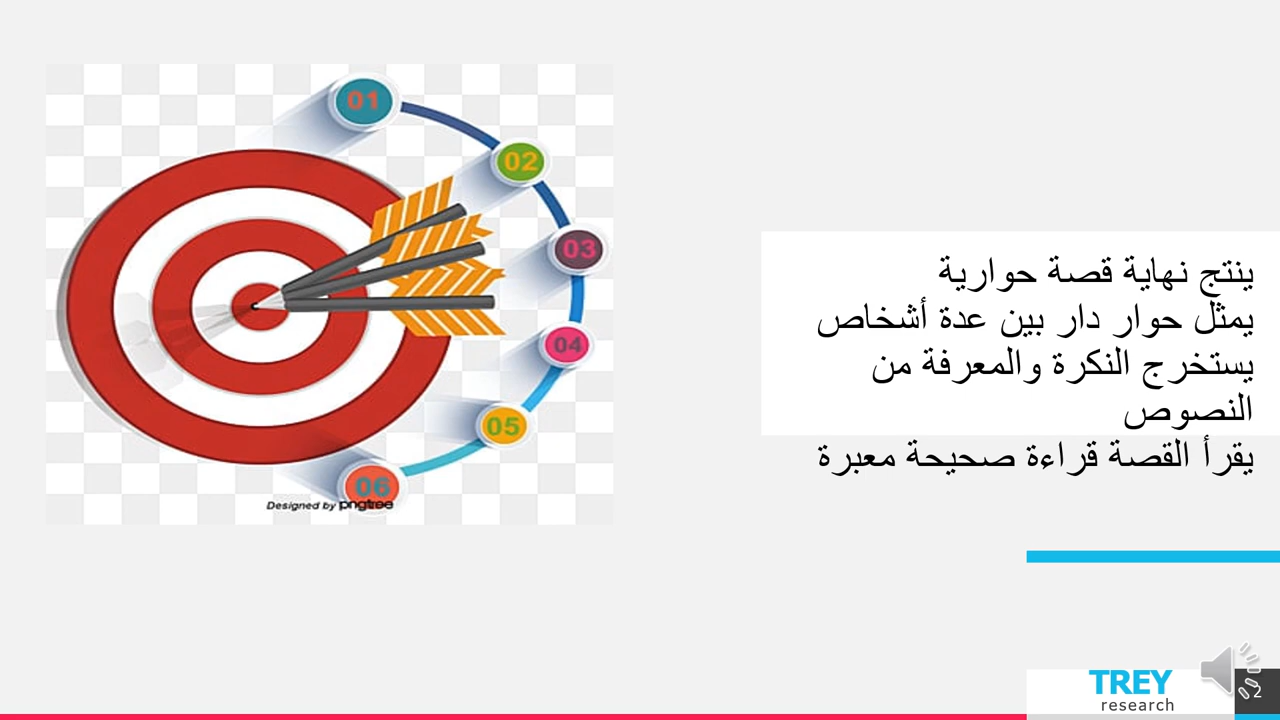 01
02
03
04
05
06
Designed by pngtree
ينتج نهاية قصة حوارية
يمثل حوار دار بين عدة أشخاص
يستخرج النكرة والمعرفة من
النصوص
يقرأ القصة قراءة صحيحة معبرة
TREY
research
2